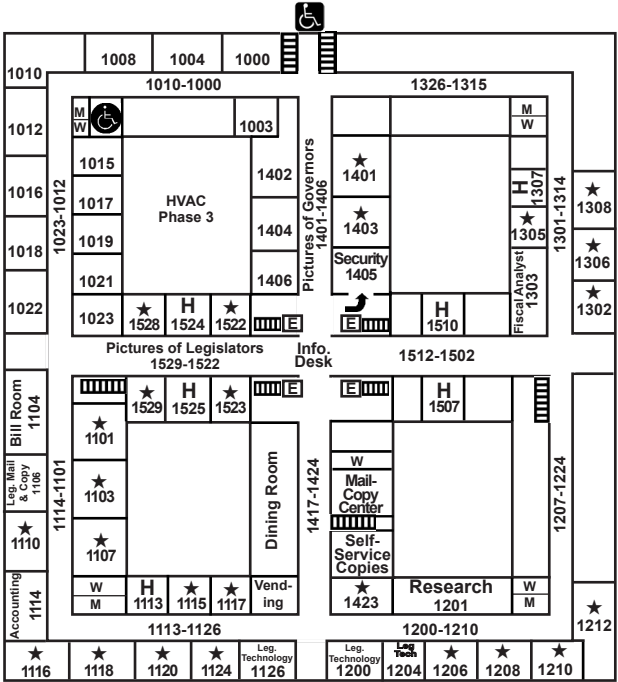 1008
1004
1000
1010
1010-1000
1326-1315
M
W
1003
M
W
1012
1015
1402
★
1401
H
1307
1016
1017
HVAC
Phase 3
Pictures of Governors
1401-1406
1023-1012
1301-1314
★
1308
1019
1404
★
1403
★
1305
1018
★
1306
1021
1406
Security
1405
Fiscal Analyst
1303
1022
1023
★
1528
H
1524
★
1522
E
E
H
1510
★
1302
Pictures of Legislators
1529-1522
Info.
Desk
1512-1502
Bill Room
1104
★
1529
H
1525
★
1523
E
E
H
1507
★
1101
Leg. Mail
& Copy
1106
1114-1101
★
1103
Dining Room
1417-1424
W
Mail-
Copy
Center
1207-1224
★
1110
★
1107
Self-
Service
Copies
Accounting
1114
W
M
H
1113
★
1115
★
1117
Vend-
ing
★
1423
Research
1201
W
M
★
1212
1113-1126
1200-1210
★
1116
★
1118
★
1120
★
1124
Leg.
Technology
1126
Leg.
Technology
1200
Leg
Tech
1204
★
1206
★
1208
★
1210